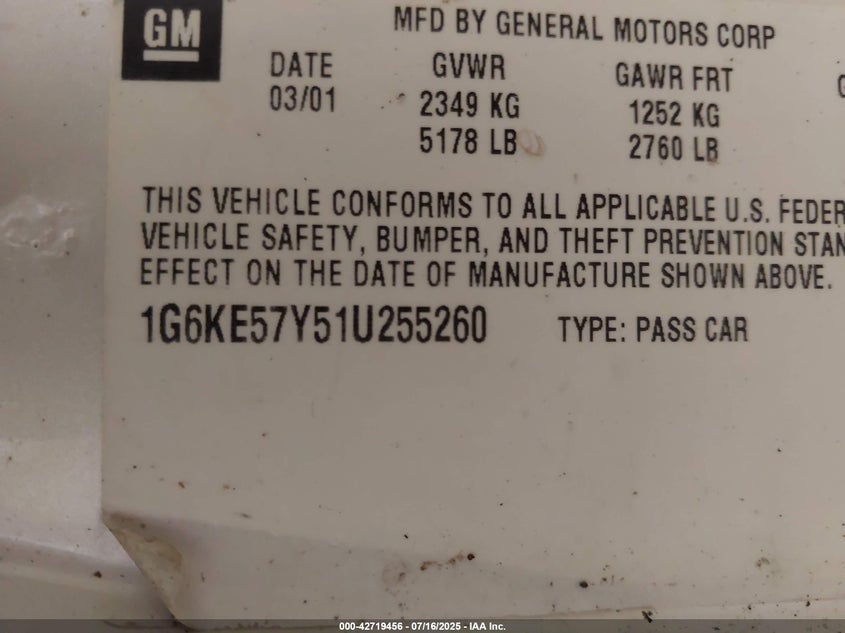 GM
MFD BY GENERAL MOTORS CORP
DATE GVWR GAWR FRT
03/01 2349 KG 1252 KG
5178 LB 2760 LB
THIS VEHICLE CONFORMS TO ALL APPLICABLE U.S. FEDER
VEHICLE SAFETY, BUMPER, AND THEFT PREVENTION STAN
EFFECT ON THE DATE OF MANUFACTURE SHOWN ABOVE.
1G6KE57Y51U255260 TYPE: PASS CAR
000-42719456 - 07/16/2025 - IAA Inc.